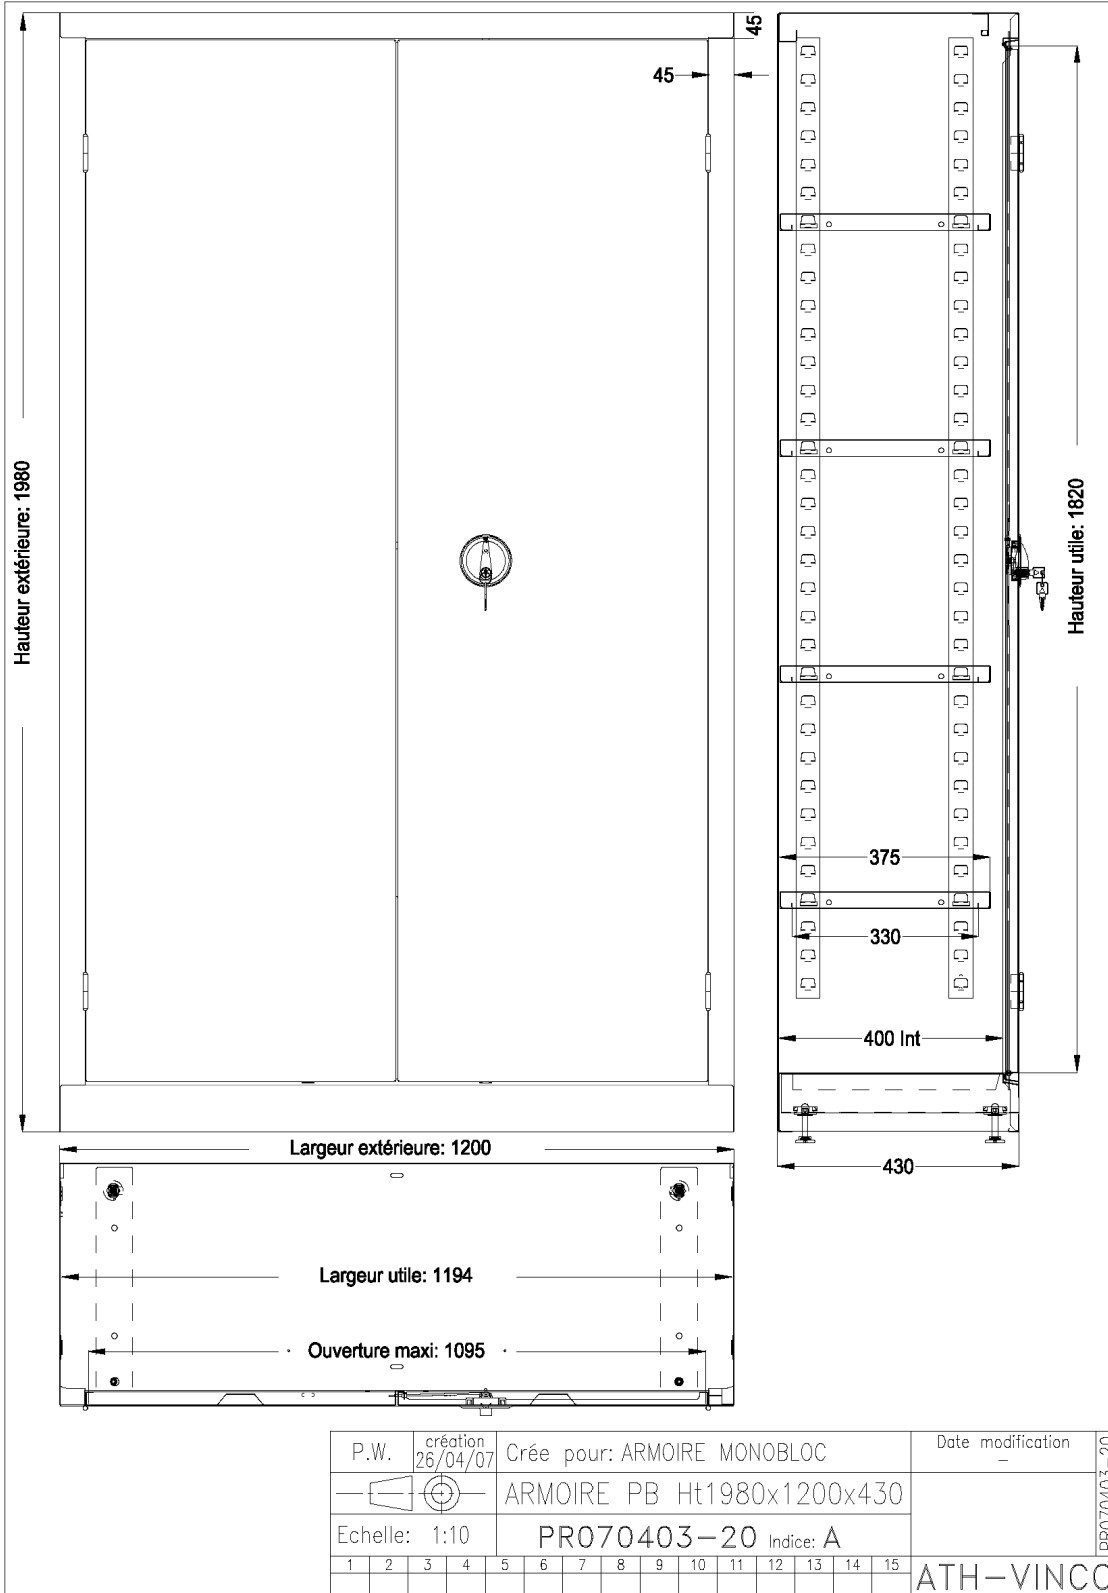 45
45
Hauteur extérieure: 1980
Hauteur utile: 1820
375
330
400 Int
430
Largeur extérieure: 1200
Largeur utile: 1194
Ouverture maxi: 1095
P.W.
création
26/04/07
Crée pour: ARMOIRE MONOBLOC
Date modification
-
ARMOIRE PB Ht1980x1200x430
Echelle: 1:10
PR070403-20 Indice: A
PR070403-20
1 2 3 4 5 6 7 8 9 10 11 12 13 14 15
ATH-VINCO